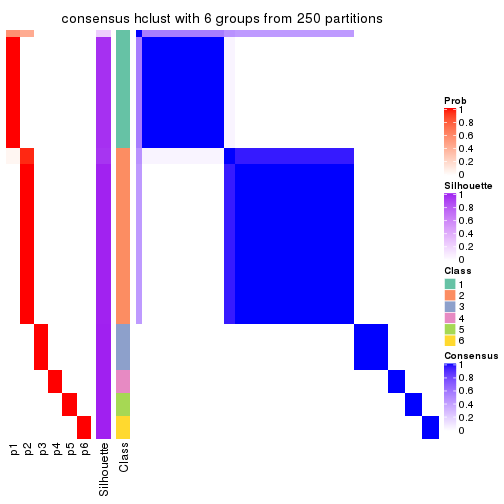 consensus hclust with 6 groups from 250 partitions
Prob
1
0.8
0.6
0.4
0.2
0
Silhouette
1
0.8
0.6
0.4
0.2
0
Class
1
2
3
4
5
6
Consensus
1
0.8
0.6
0.4
0.2
0
p1
p2
p3
p4
p5
p6
Silhouette
Class